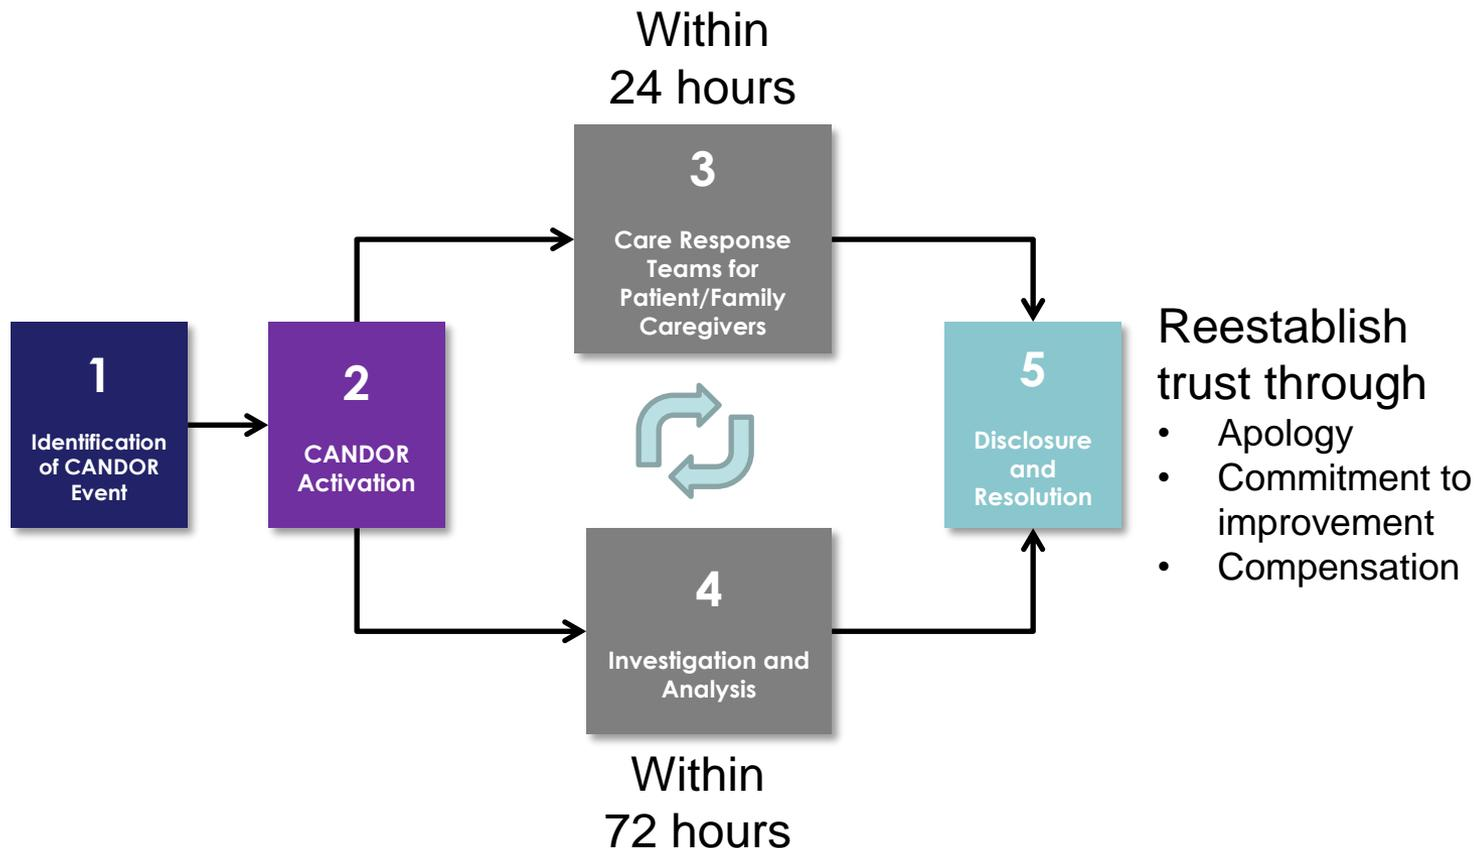 Within
24 hours
3
Care Response
Teams for
Patient/Family
Caregivers
1
Identification
of CANDOR
Event
2
CANDOR
Activation
5
Disclosure
and
Resolution
Reestablish
trust through
• Apology
• Commitment to
improvement
• Compensation
4
Investigation and
Analysis
Within
72 hours